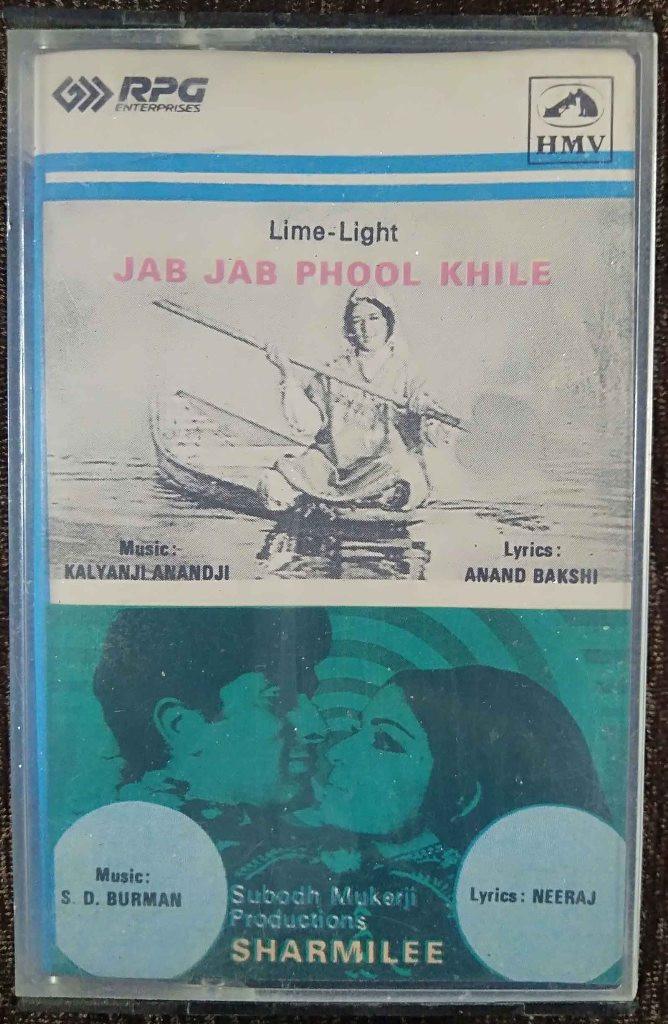 RPG
ENTERPRISES
HMV
Lime-Light
JAB JAB PHOOL KHILE
Music:-
KALYANJI ANANDJI
Lyrics:
ANAND BAKSHI
Music:
S. D. BURMAN
Subodh Mukerji
Productions
SHARMILEE
Lyrics: NEERAJ